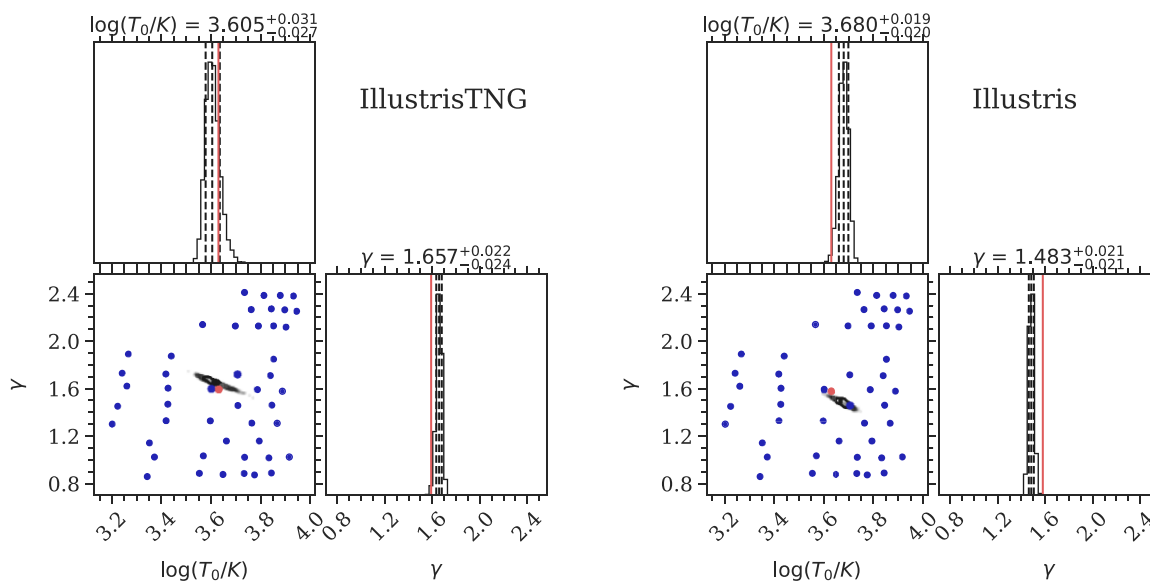 log(T₀/K) = 3.605⁺⁰·⁰³¹₋₀.₀₂₇
IllustrisTNG
γ = 1.657⁺⁰·⁰²²₋₀.₀₂₄
2.4
2.0
1.6
1.2
0.8
γ
3.2 3.4 3.6 3.8 4.0
log(T₀/K)
0.8 1.2 1.6 2.0 2.4
γ
log(T₀/K) = 3.680⁺⁰·⁰¹⁹₋₀.₀₂₀
Illustris
γ = 1.483⁺⁰·⁰²¹₋₀.₀₂₁
2.4
2.0
1.6
1.2
0.8
γ
3.2 3.4 3.6 3.8 4.0
log(T₀/K)
0.8 1.2 1.6 2.0 2.4
γ